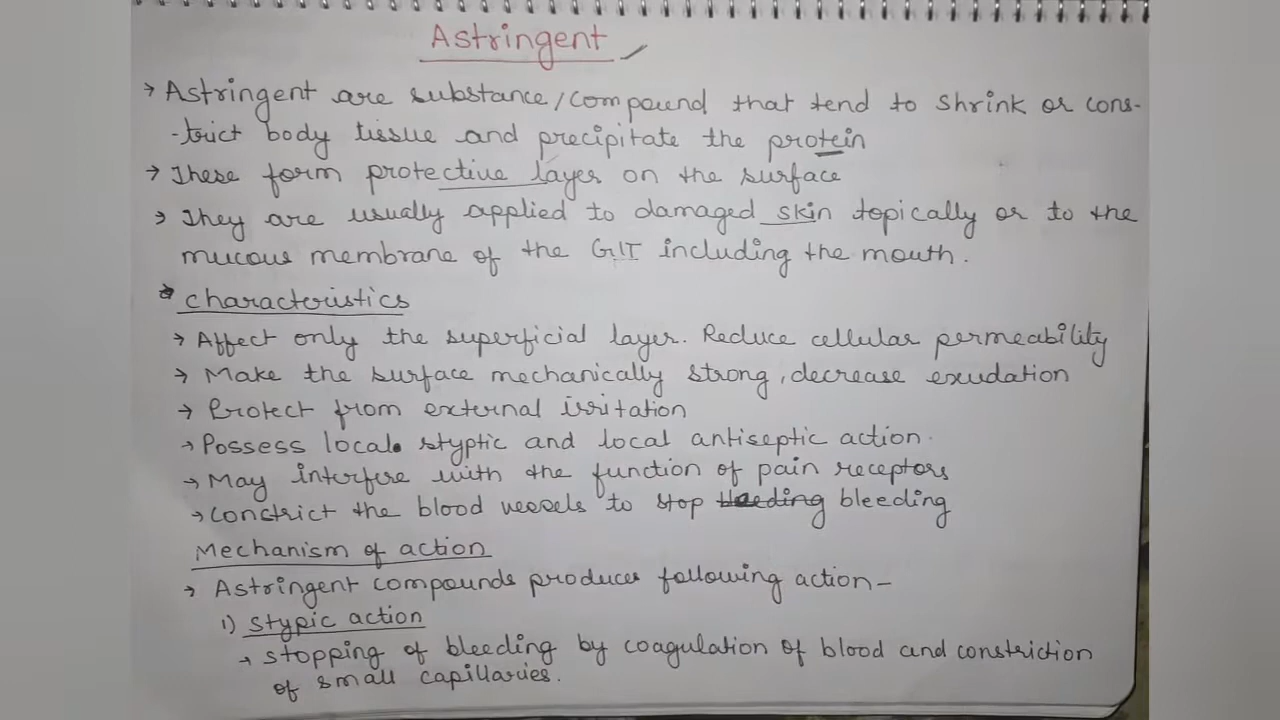 Astringent
→ Astringent are substance/compound that tend to shrink or cons-
-trict body tissue and precipitate the protein
→ These form protective layer on the surface
→ They are usually applied to damaged skin topically or to the
mucous membrane of the GIT including the mouth.
* characteristics
→ Affect only the superficial layer. Reduce cellular permeability
→ Make the surface mechanically strong, decrease exudation
→ Protect from external irritation
→ Possess local styptic and local antiseptic action.
→ May interfere with the function of pain receptors
→ Constrict the blood vessels to stop bleeding bleeding
Mechanism of action
→ Astringent compounds produces following action –
1) Stypic action
→ stopping of bleeding by coagulation of blood and constriction
of small capillaries.